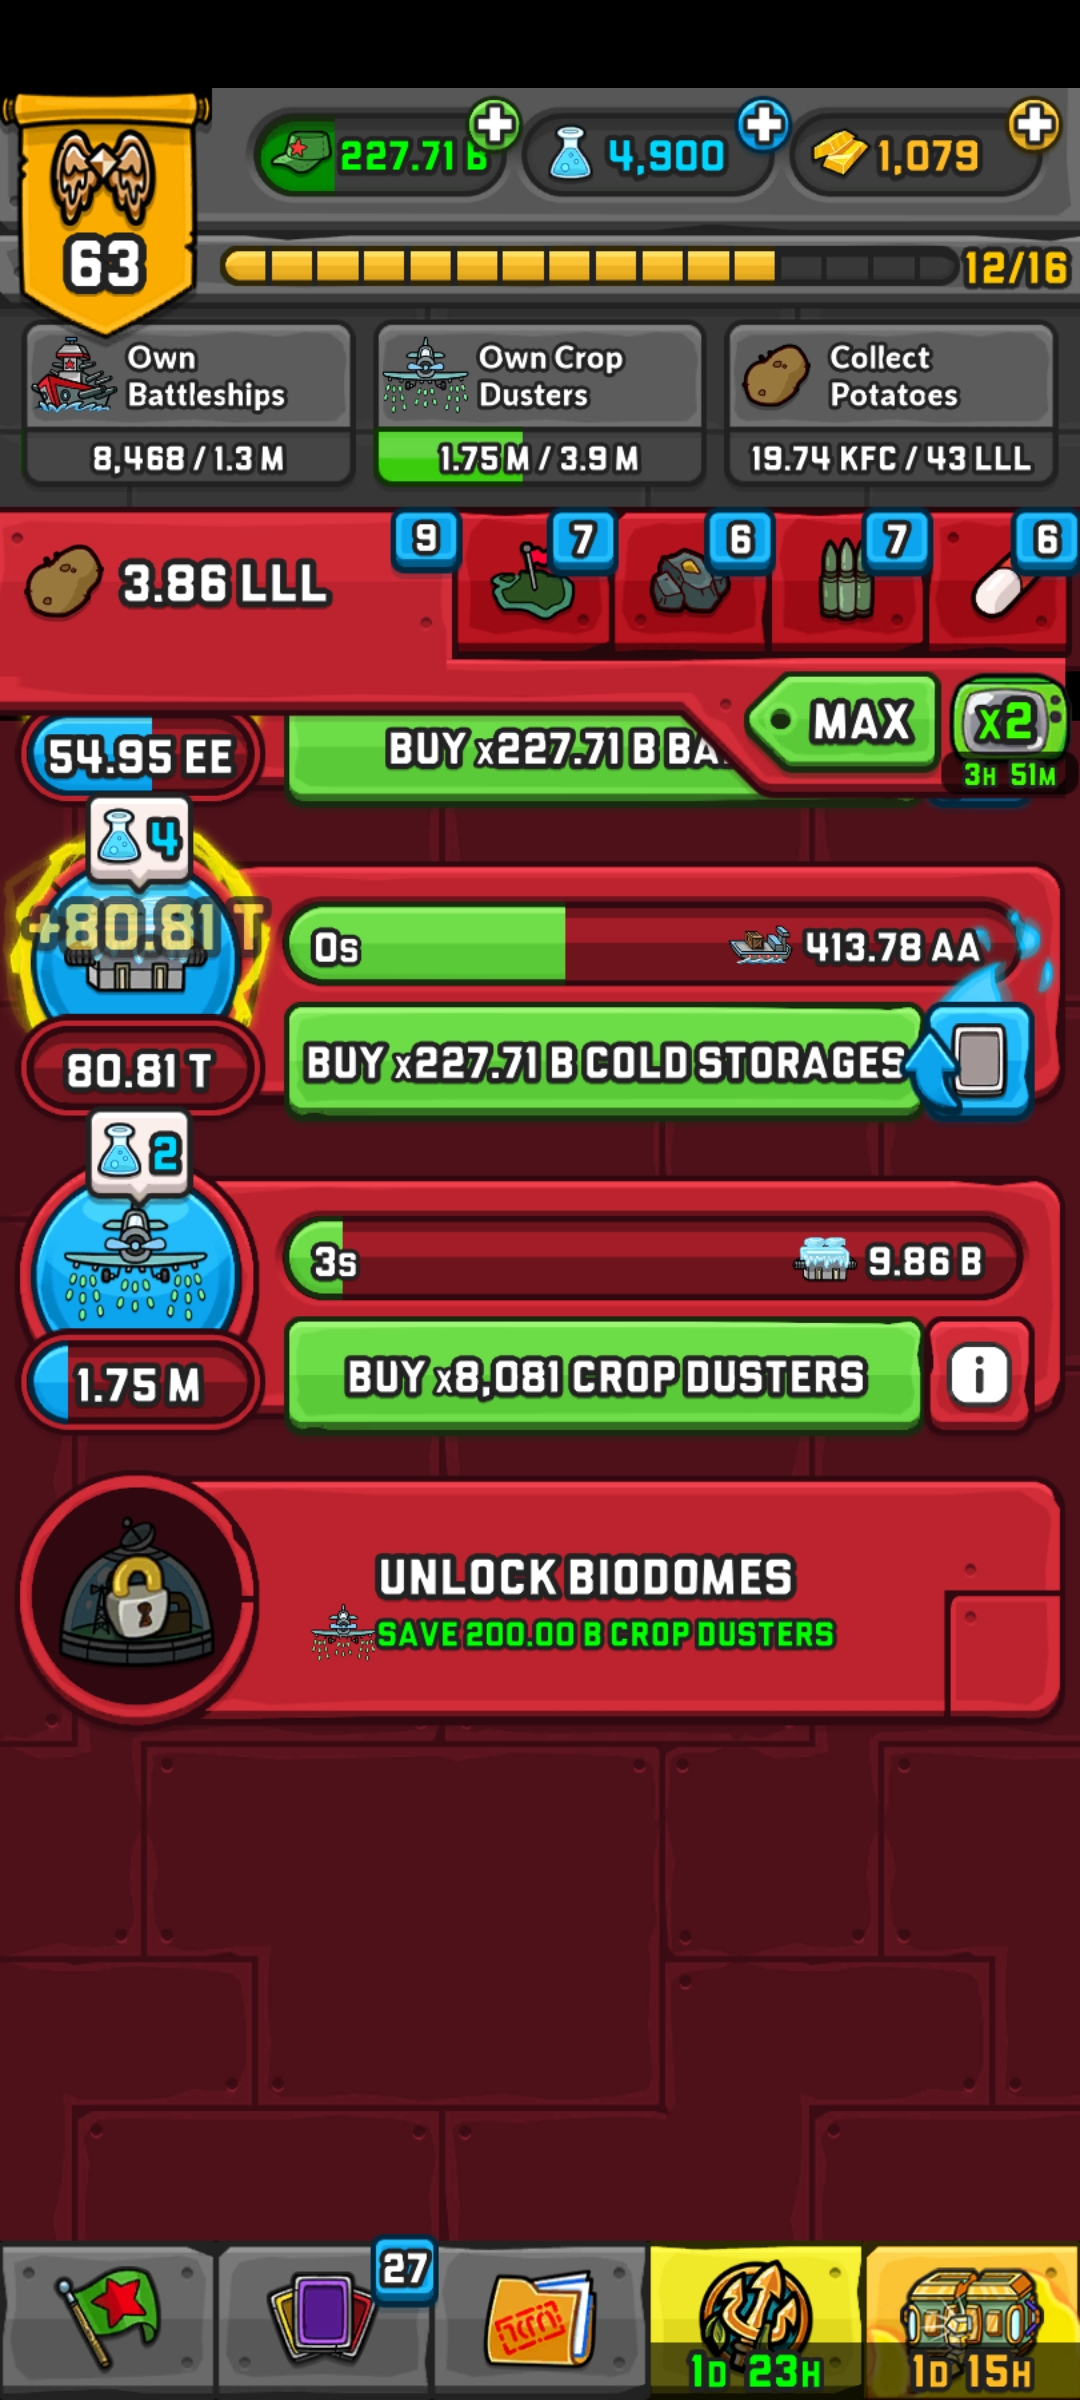 227.71 B
4,900
1,079
63
12/16
Own
Battleships
8,468 / 1.3 M
Own Crop
Dusters
1.75 M / 3.9 M
Collect
Potatoes
19.74 KFC / 43 LLL
3.86 LLL
9
7
6
7
6
MAX
x2
3H 51M
54.95 EE
BUY x227.71 B BA
4
+80.81 T
0s
413.78 AA
80.81 T
BUY x227.71 B COLD STORAGES
2
3s
9.86 B
1.75 M
BUY x8,081 CROP DUSTERS
i
UNLOCK BIODOMES
SAVE 200.00 B CROP DUSTERS
27
1D 23H
1D 15H